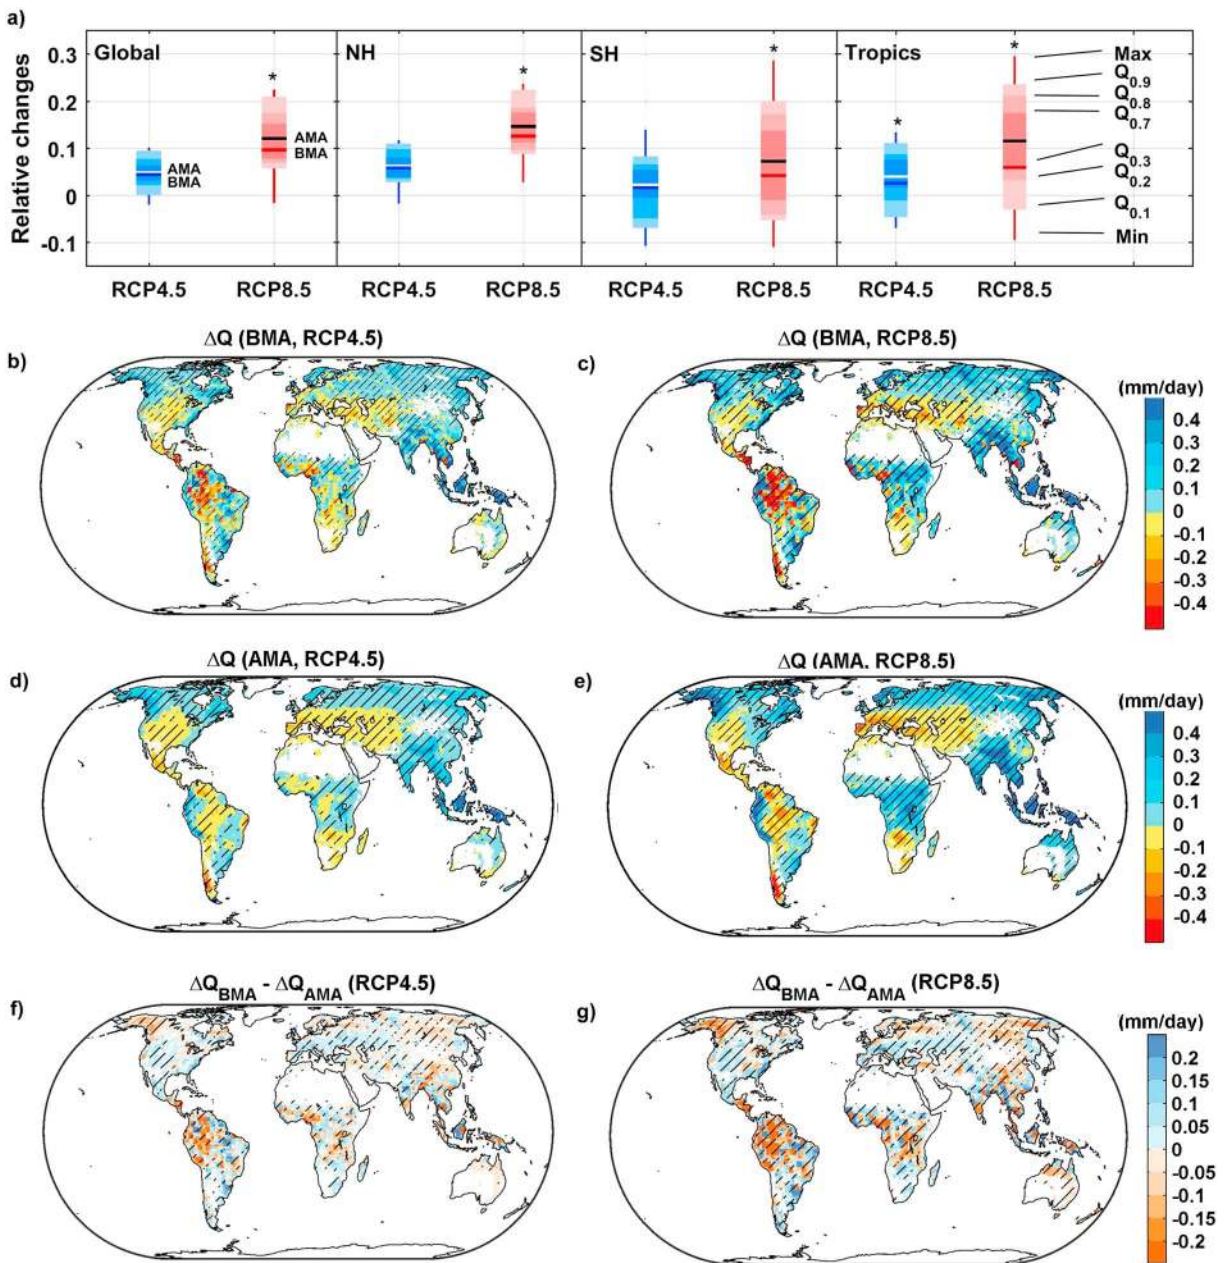 a)
Relative changes
0.3
0.2
0.1
0
-0.1
Global
NH
SH
Tropics
*
*
*
*
*
AMA
BMA
AMA
BMA
Max
Q0.9
Q0.8
Q0.7
Q0.3
Q0.2
Q0.1
Min
RCP4.5 RCP8.5 RCP4.5 RCP8.5 RCP4.5 RCP8.5 RCP4.5 RCP8.5
b)
ΔQ (BMA, RCP4.5)
c)
ΔQ (BMA, RCP8.5)
(mm/day)
0.4
0.3
0.2
0.1
0
-0.1
-0.2
-0.3
-0.4
d)
ΔQ (AMA, RCP4.5)
e)
ΔQ (AMA. RCP8.5)
(mm/day)
0.4
0.3
0.2
0.1
0
-0.1
-0.2
-0.3
-0.4
f)
ΔQBMA - ΔQAMA (RCP4.5)
g)
ΔQBMA - ΔQAMA (RCP8.5)
(mm/day)
0.2
0.15
0.1
0.05
0
-0.05
-0.1
-0.15
-0.2